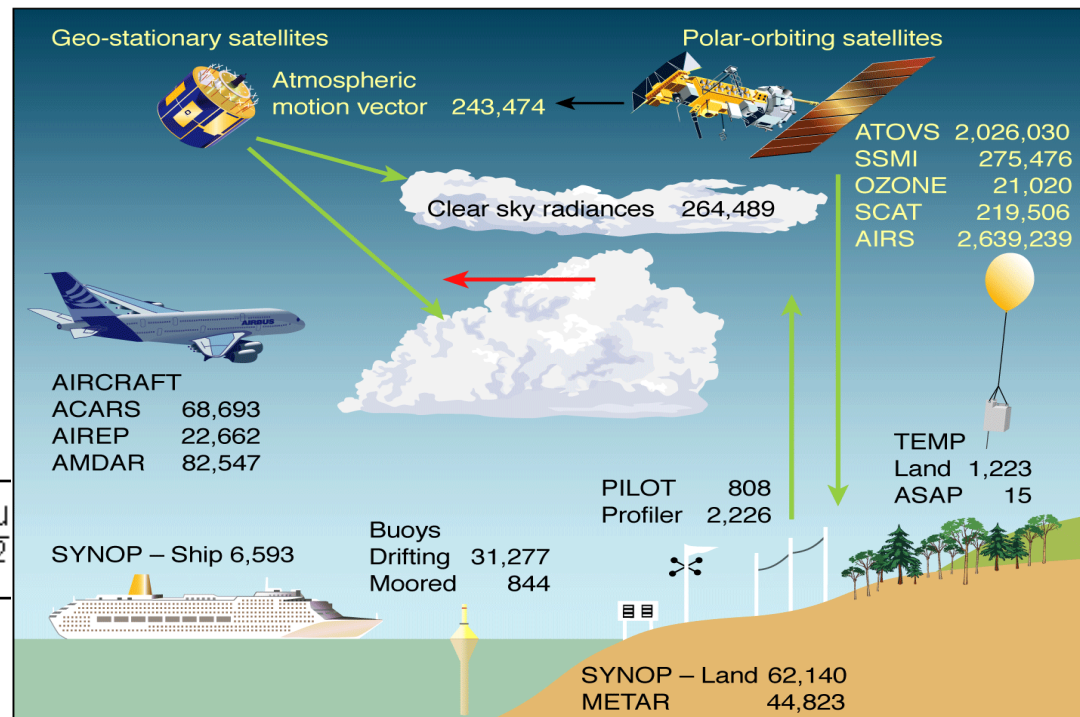 Geo-stationary satellites
Polar-orbiting satellites
Atmospheric
motion vector 243,474
ATOVS 2,026,030
SSMI 275,476
OZONE 21,020
SCAT 219,506
AIRS 2,639,239
Clear sky radiances 264,489
AIRBUS
AIRCRAFT
ACARS 68,693
AIREP 22,662
AMDAR 82,547
TEMP
Land 1,223
ASAP 15
PILOT 808
Profiler 2,226
Buoys
Drifting 31,277
Moored 844
SYNOP – Ship 6,593
SYNOP – Land 62,140
METAR 44,823